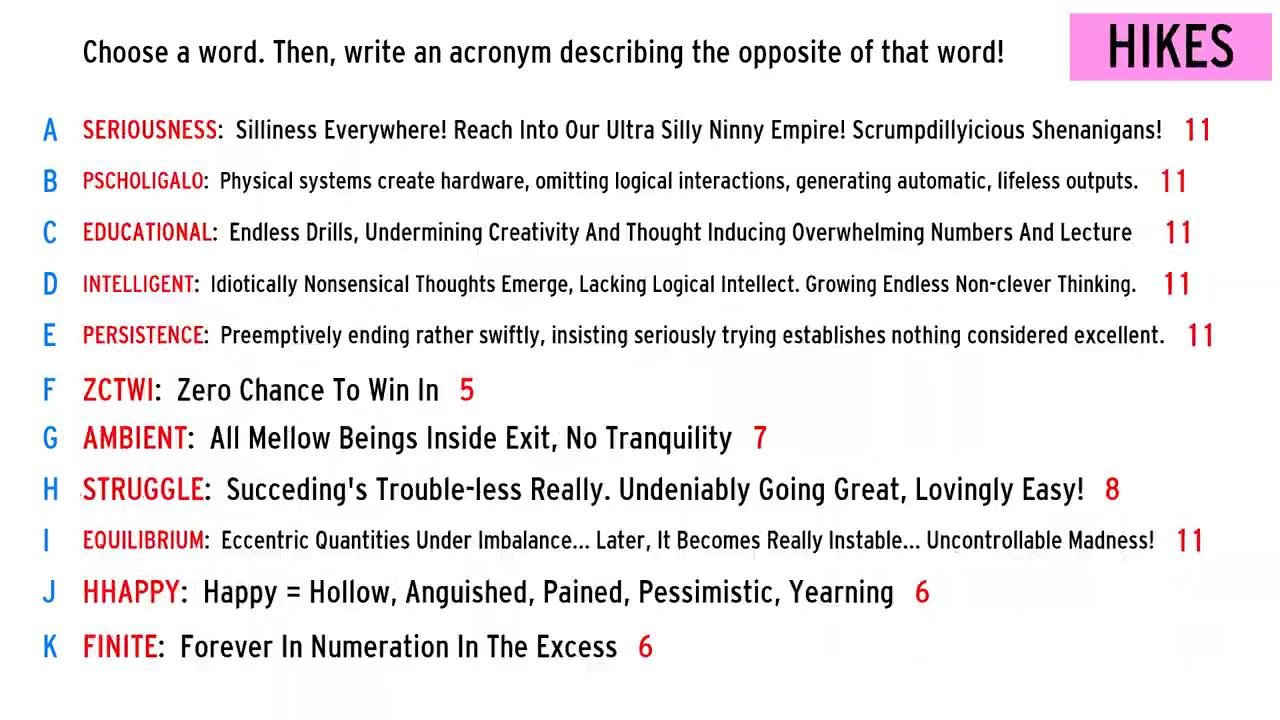 Choose a word. Then, write an acronym describing the opposite of that word!
HIKES
A SERIOUSNESS: Silliness Everywhere! Reach Into Our Ultra Silly Ninny Empire! Scrumpdillyicious Shenanigans! 11
B PSCHOLIGALO: Physical systems create hardware, omitting logical interactions, generating automatic, lifeless outputs. 11
C EDUCATIONAL: Endless Drills, Undermining Creativity And Thought Inducing Overwhelming Numbers And Lecture 11
D INTELLIGENT: Idiotically Nonsensical Thoughts Emerge, Lacking Logical Intellect. Growing Endless Non-clever Thinking. 11
E PERSISTENCE: Preemptively ending rather swiftly, insisting seriously trying establishes nothing considered excellent. 11
F ZCTWI: Zero Chance To Win In 5
G AMBIENT: All Mellow Beings Inside Exit, No Tranquility 7
H STRUGGLE: Succeding's Trouble-less Really. Undeniably Going Great, Lovingly Easy! 8
I EQUILIBRIUM: Eccentric Quantities Under Imbalance... Later, It Becomes Really Instable... Uncontrollable Madness! 11
J HHAPPY: Happy = Hollow, Anguished, Pained, Pessimistic, Yearning 6
K FINITE: Forever In Numeration In The Excess 6